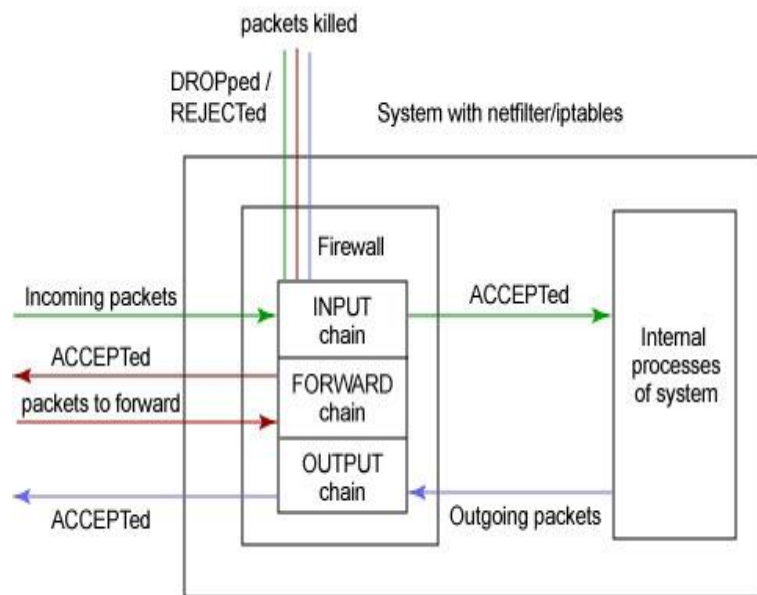 packets killed
DROPped /
REJECTed
System with netfilter/iptables
Firewall
Incoming packets
INPUT
chain
ACCEPTed
ACCEPTed
FORWARD
chain
packets to forward
Internal
processes
of system
OUTPUT
chain
ACCEPTed
Outgoing packets